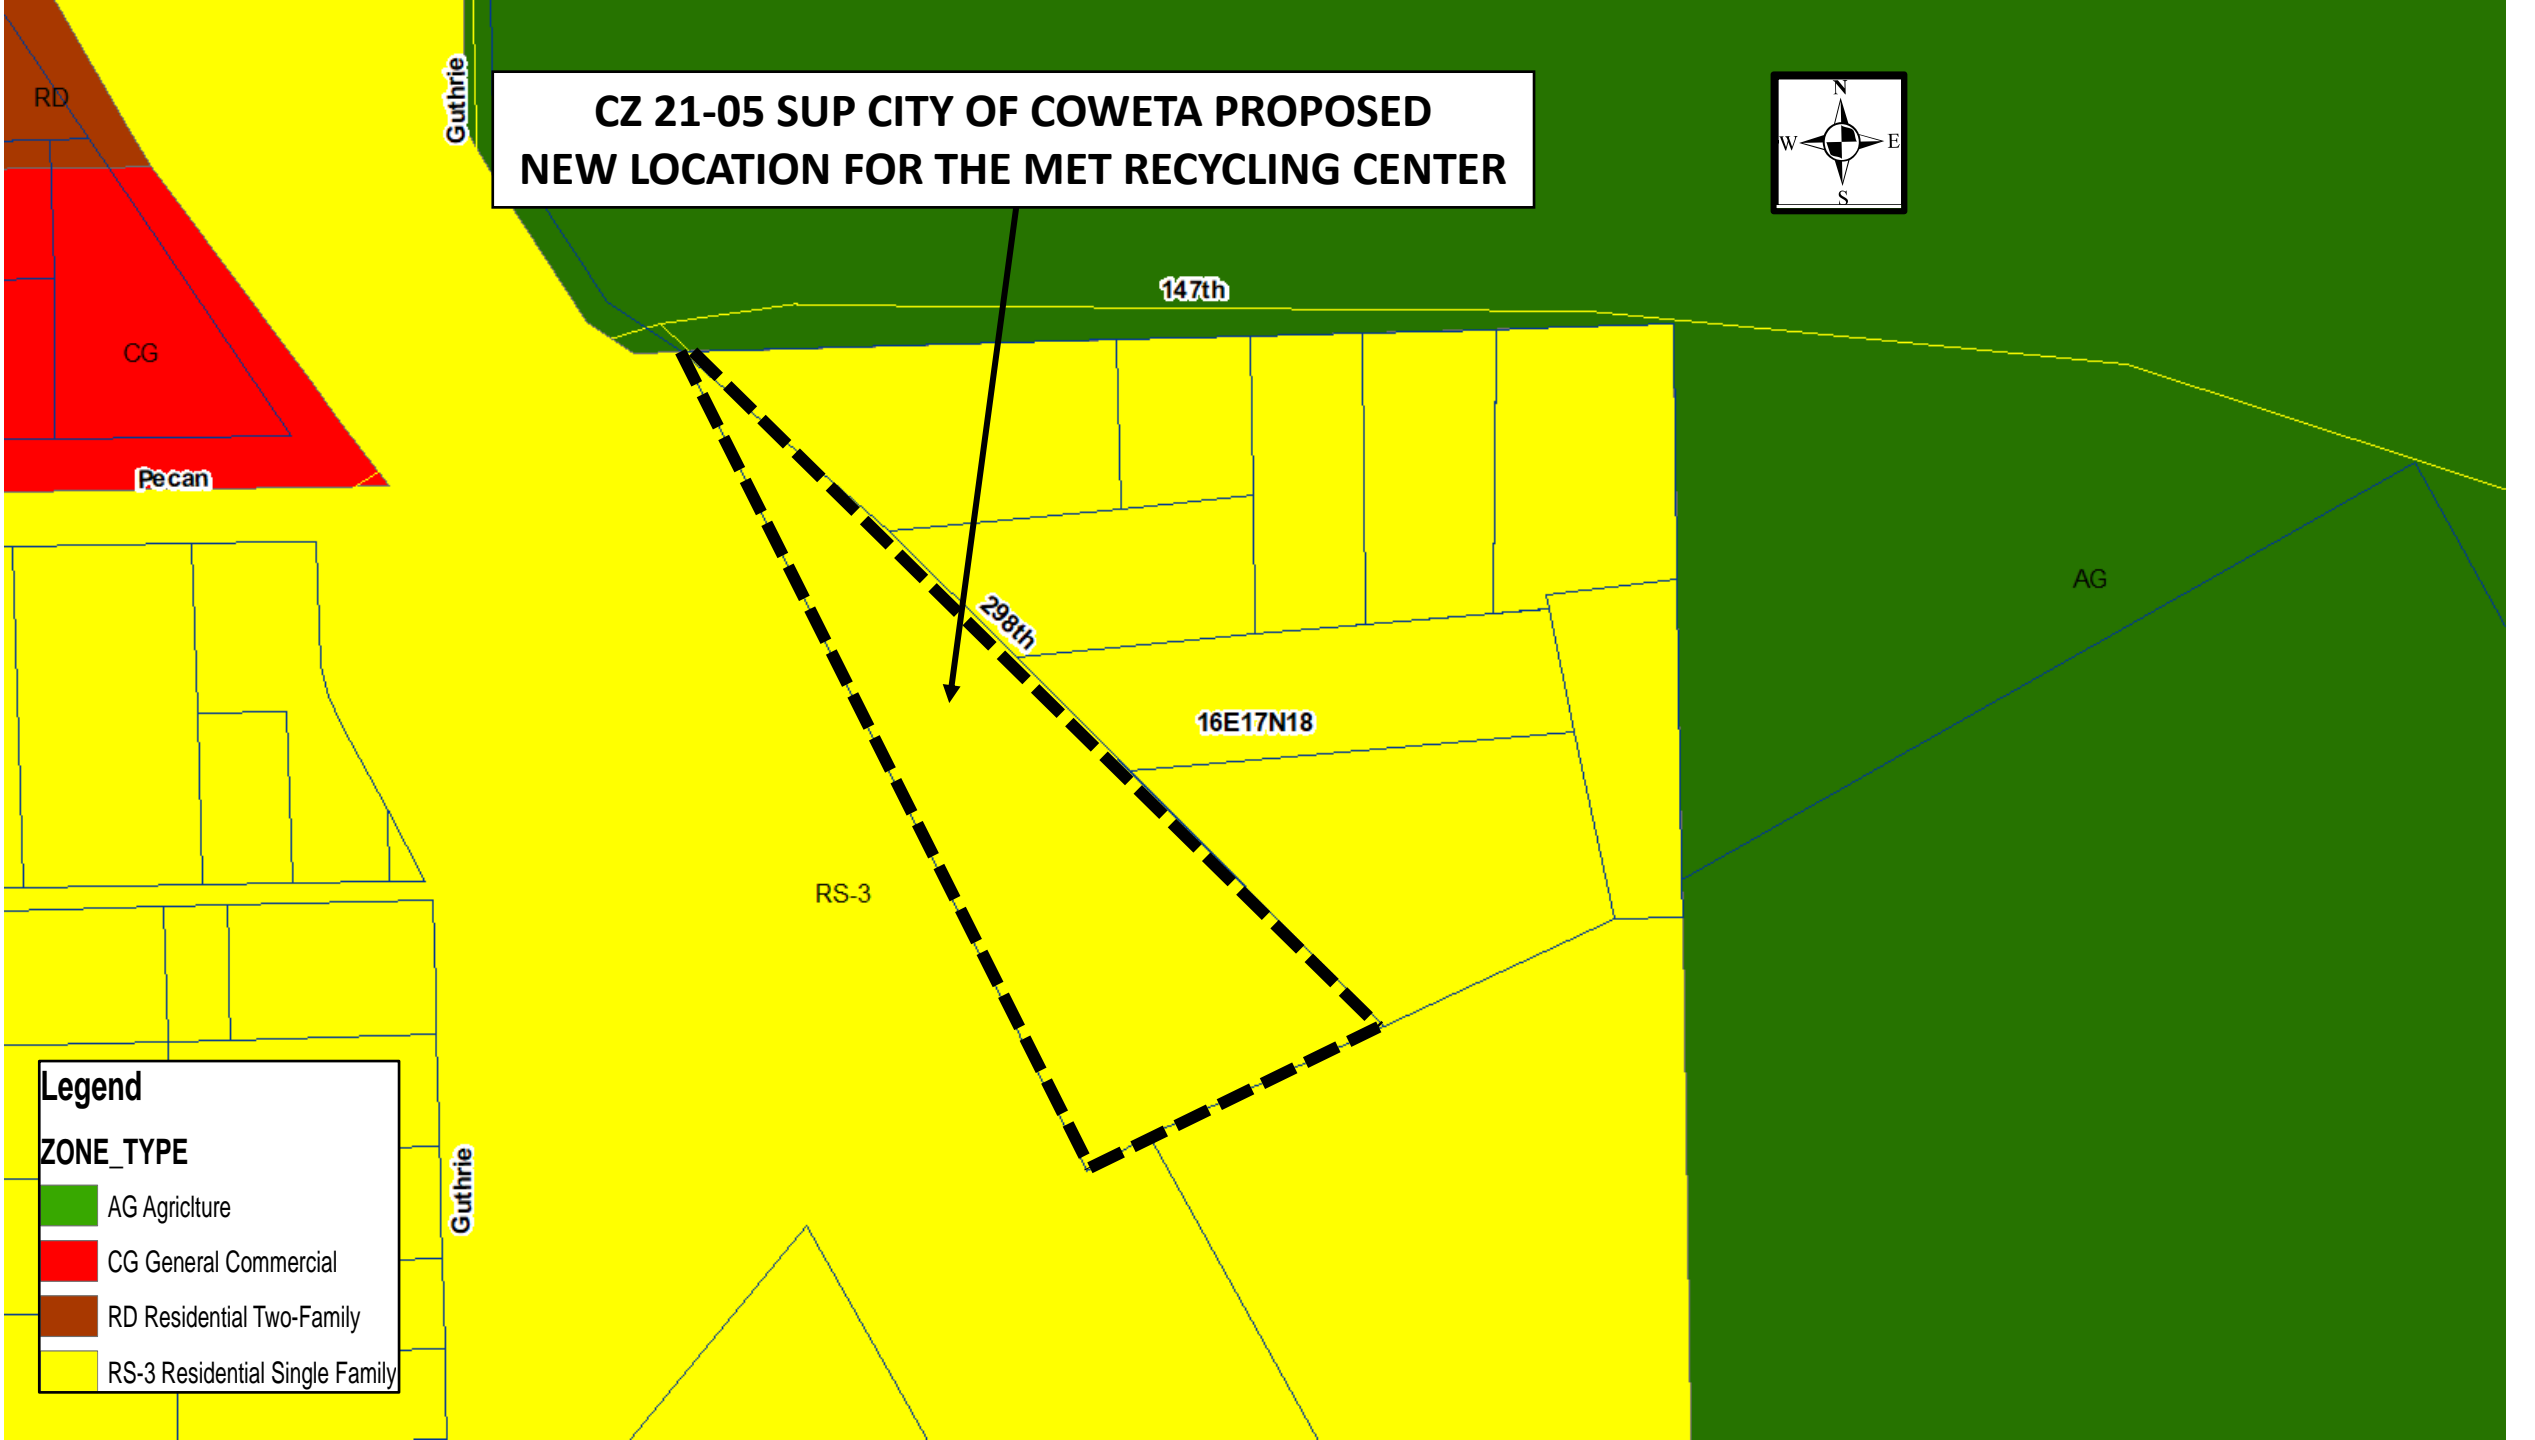 RD
Guthrie
CZ 21-05 SUP CITY OF COWETA PROPOSED
NEW LOCATION FOR THE MET RECYCLING CENTER
N
W
E
S
147th
CG
Pecan
298th
AG
16E17N18
RS-3
Guthrie
Legend
ZONE_TYPE
AG Agriclture
CG General Commercial
RD Residential Two-Family
RS-3 Residential Single Family